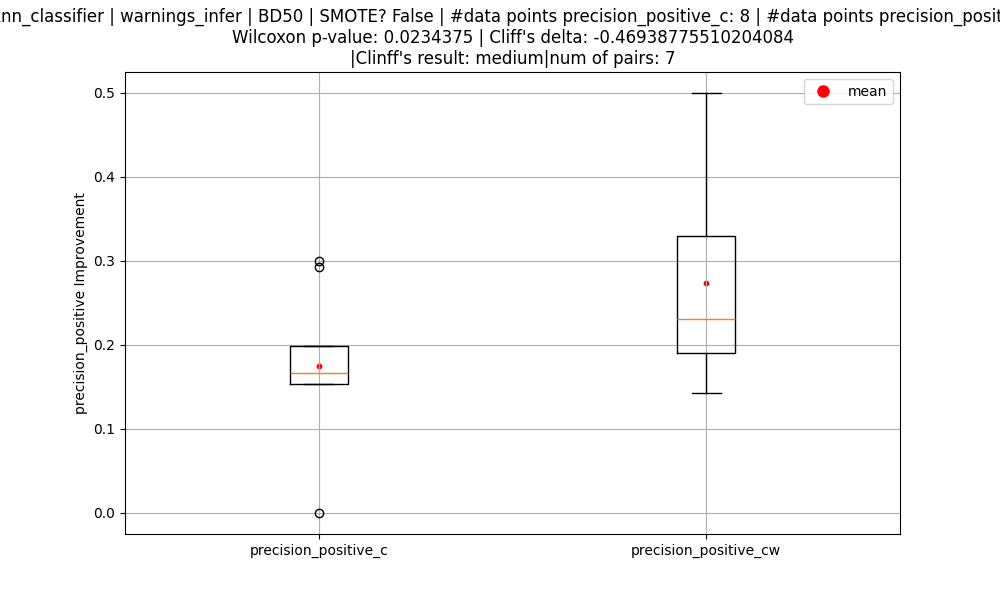 nn_classifier | warnings_infer | BD50 | SMOTE? False | #data points precision_positive_c: 8 | #data points
Wilcoxon p-value: 0.0234375 | Cliff's delta: -0.46938775510204084
|Clinff's result: medium|num of pairs: 7
mean
0.5
0.4
0.3
0.2
0.1
0.0
precision_positive Improvement
precision_positive_c
precision_positive_cw